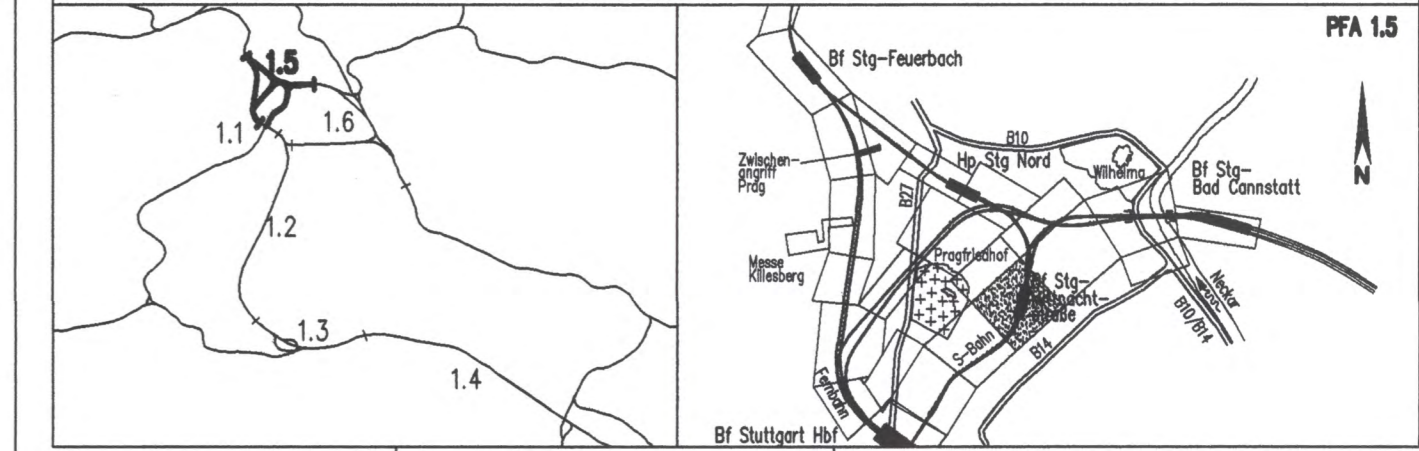 1.5
1.1
1.6
1.2
1.3
1.4
PFA 1.5
Bf Stg-Feuerbach
B10
Zwischen-
angriff
Prag
Hp Stg Nord
Wilhelma
Bf Stg-
Bad Cannstatt
N
B27
Messe
Killesberg
Pragfriedhof
Bf Stg-
straße
Neckar
B10/B14
S-Bahn
B14
Fernbahn
Bf Stuttgart Hbf